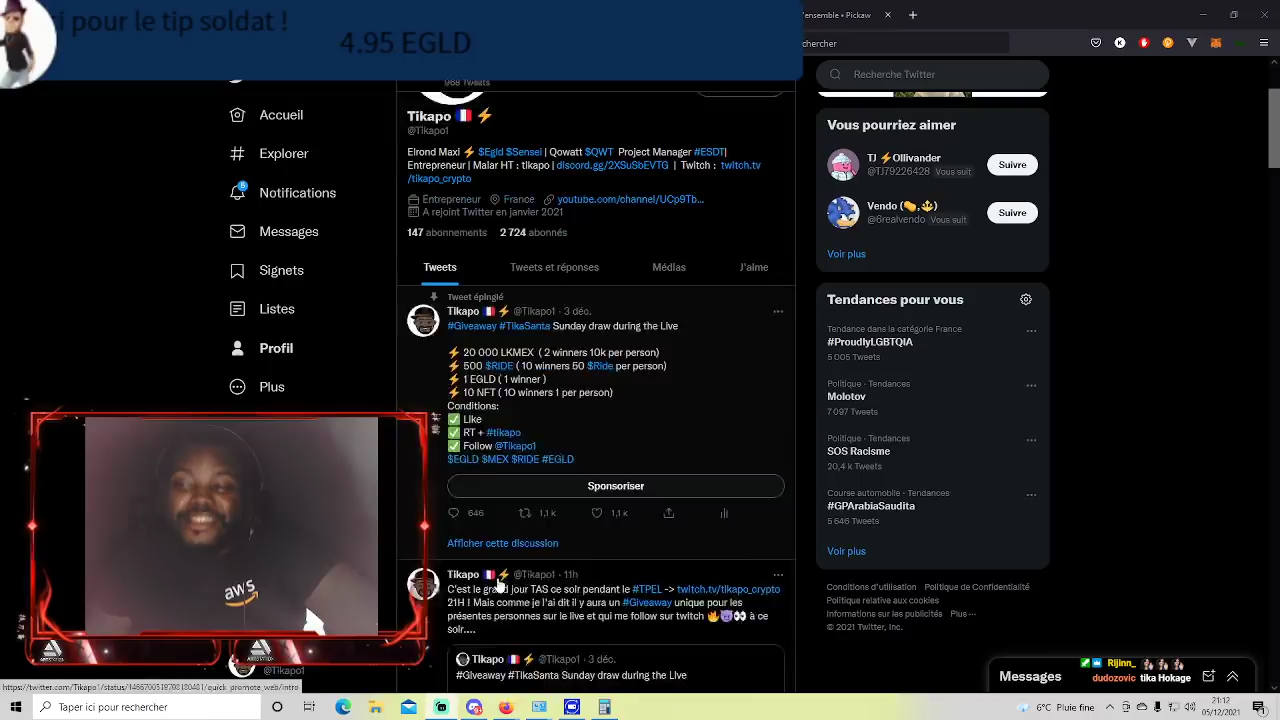 pour le tip soldat !
4.95 EGLD
Recherche Twitter
Accueil
Explorer
Notifications
Messages
Signets
Listes
Profil
Plus
Tikapo
@Tikapo1
Elrond Maxi ⚡ $Egld $Sensei | Qowatt $QWT Project Manager #ESDT|
Entrepreneur | Maiar HT : tikapo | discord.gg/2XSuSbEVTG | Twitch : twitch.tv
/tikapo_crypto
Entrepreneur France youtube.com/channel/UCp9Tb...
A rejoint Twitter en janvier 2021
147 abonnements 2 724 abonnés
Tweets Tweets et réponses Médias J'aime
Tweet épinglé
Tikapo 🇫🇷⚡ @Tikapo1 · 3 déc.
#Giveaway #TikaSanta Sunday draw during the Live
⚡ 20 000 LKMEX ( 2 winners 10k per person)
⚡ 500 $RIDE ( 10 winners 50 $Ride per person)
⚡ 1 EGLD ( 1 winner )
⚡ 10 NFT ( 10 winners 1 per person)
Conditions:
✅ Like
✅ RT + #tikapo
✅ Follow @Tikapo1
$EGLD $MEX $RIDE #EGLD
Sponsoriser
646 1,1 k 1,1 k
Afficher cette discussion
Tikapo 🇫🇷⚡ @Tikapo1 · 11h
C'est le grand jour TAS ce soir pendant le #TPEL -> twitch.tv/tikapo_crypto
21H ! Mais comme je l'ai dit il y aura un #Giveaway unique pour les
présentes personnes sur le live et qui me follow sur twitch 🔥😈👀 à ce
soir....
Tikapo 🇫🇷⚡ @Tikapo1 · 3 déc.
#Giveaway #TikaSanta Sunday draw during the Live
Vous pourriez aimer
TJ ⚡Ollivander
@TJ79226428 Vous suit
Suivre
Vendo
@6realvendo Vous suit
Suivre
Voir plus
Tendances pour vous
Tendance dans la catégorie France
#ProudlyLGBTQIA
5 005 Tweets
Politique · Tendances
Molotov
7 097 Tweets
Politique · Tendances
SOS Racisme
20,4 k Tweets
Course automobile · Tendances
#GPArabiaSaudita
5 646 Tweets
Voir plus
Conditions d'utilisation Politique de Confidentialité
Politique relative aux cookies
Informations sur les publicités Plus ···
© 2021 Twitter, Inc.
aws
@Tikapo1
Messages
Rijinn_
dudozovic tika Hokage
Taper ici pour rechercher
6°C Pluie fine
21:12
05/12/2021